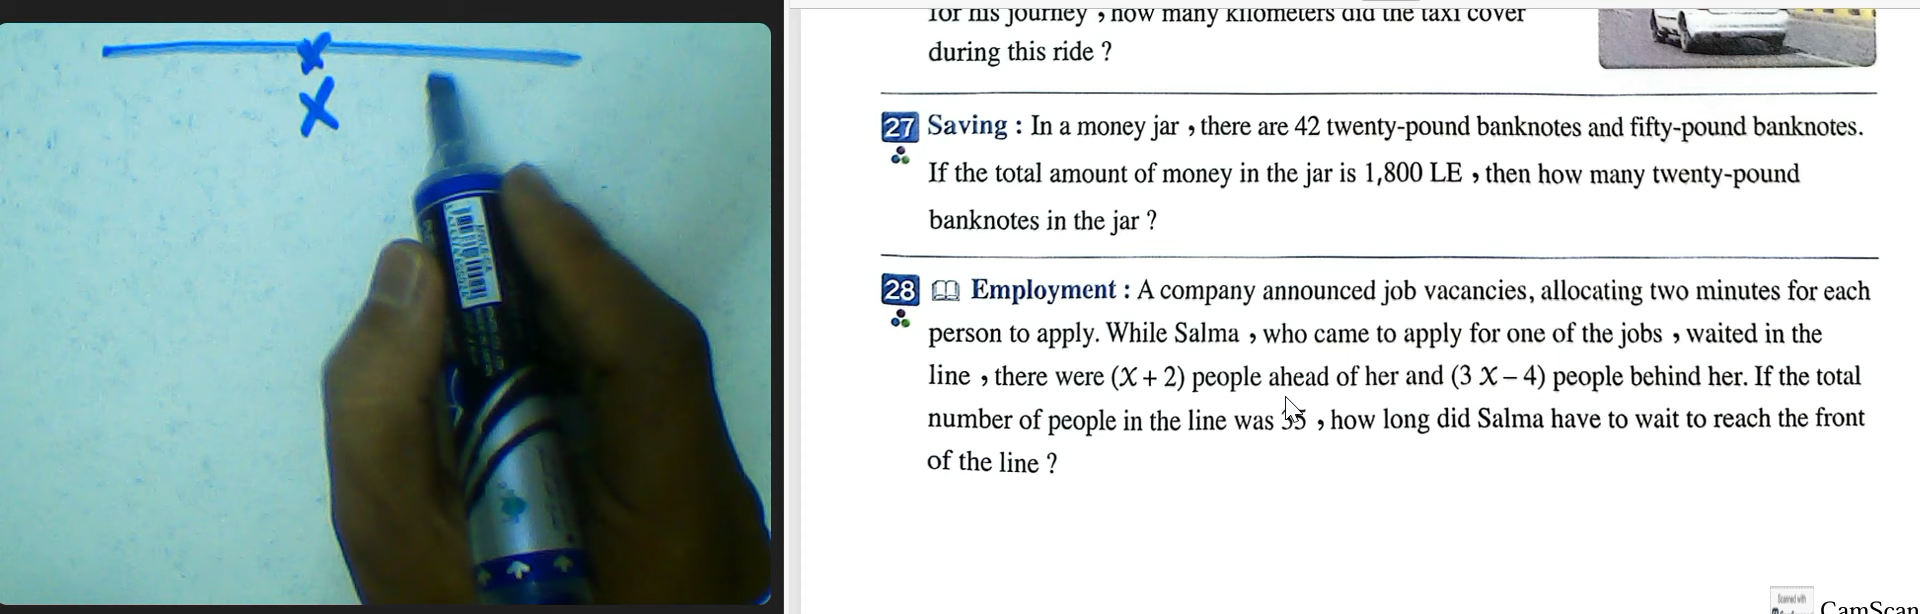 X
X
for his journey , how many kilometers did the taxi cover
during this ride ?
27 Saving : In a money jar , there are 42 twenty-pound banknotes and fifty-pound banknotes.
If the total amount of money in the jar is 1,800 LE , then how many twenty-pound
banknotes in the jar ?
28 Employment : A company announced job vacancies, allocating two minutes for each
person to apply. While Salma , who came to apply for one of the jobs , waited in the
line , there were (X + 2) people ahead of her and (3 X – 4) people behind her. If the total
number of people in the line was 35 , how long did Salma have to wait to reach the front
of the line ?
Scanned with
CamScan